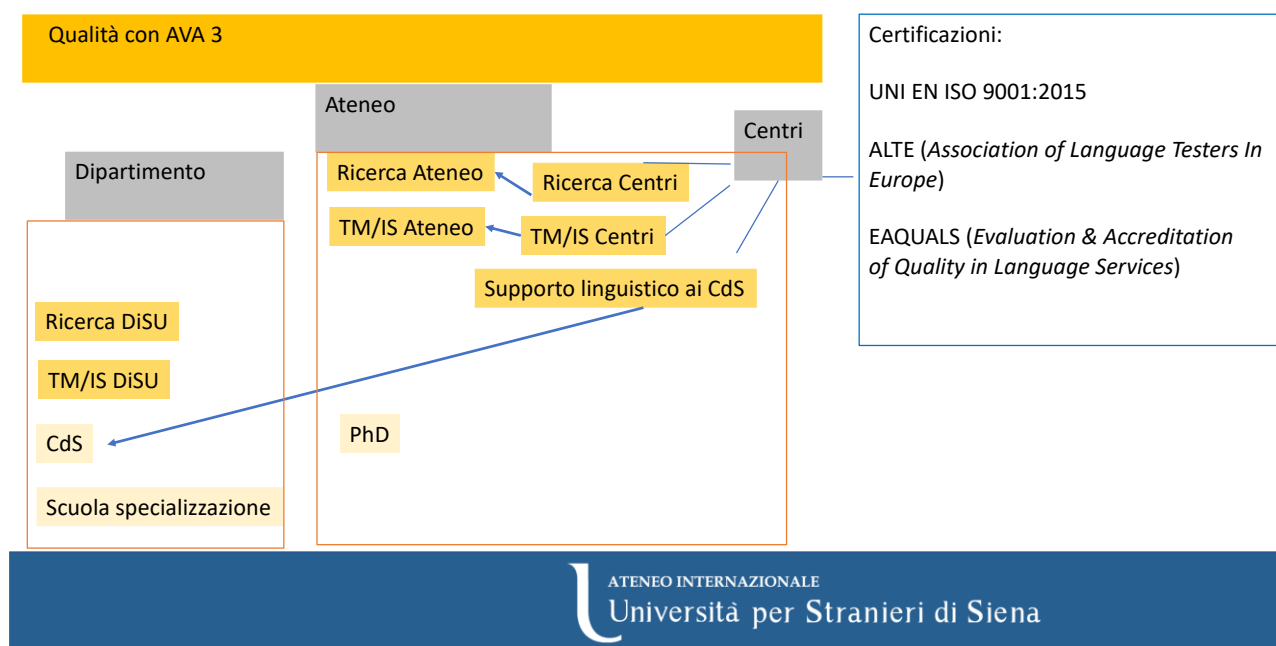 Qualità con AVA 3
Ateneo
Centri
Dipartimento
Ricerca Ateneo
Ricerca Centri
TM/IS Ateneo
TM/IS Centri
Supporto linguistico ai CdS
Ricerca DiSU
TM/IS DiSU
CdS
PhD
Scuola specializzazione
Certificazioni:
UNI EN ISO 9001:2015
ALTE (Association of Language Testers In
Europe)
EAQUALS (Evaluation & Accreditation
of Quality in Language Services)
ATENEO INTERNAZIONALE
Università per Stranieri di Siena